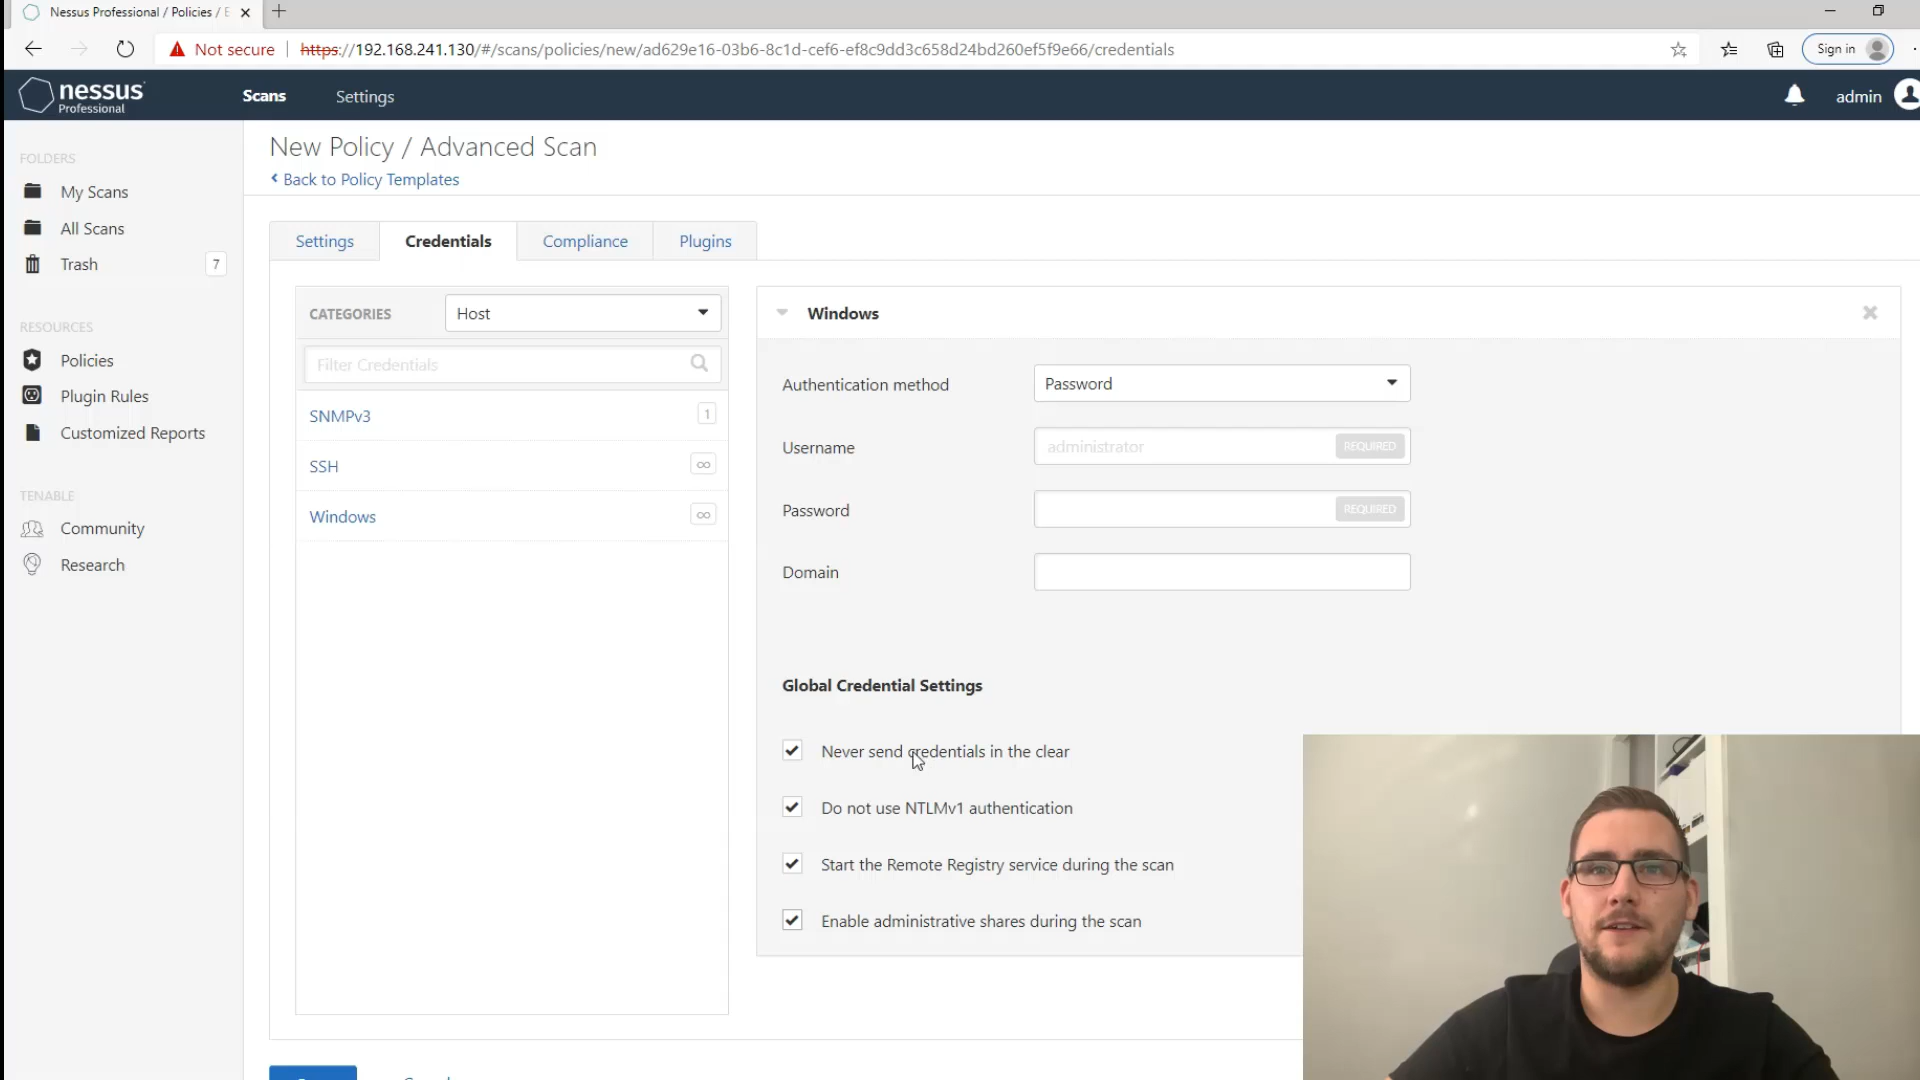 Nessus Professional / Policies / E
Not secure
https://192.168.241.130/#/scans/policies/new/ad629e16-03b6-8c1d-cef6-ef8c9dd3c658d24bd260ef5f9e66/credentials
Sign in
nessus
Professional
Scans
Settings
admin
FOLDERS
My Scans
All Scans
Trash
7
RESOURCES
Policies
Plugin Rules
Customized Reports
TENABLE
Community
Research
New Policy / Advanced Scan
Back to Policy Templates
Settings
Credentials
Compliance
Plugins
CATEGORIES
Host
Filter Credentials
SNMPv3
1
SSH
∞
Windows
∞
Windows
Authentication method
Password
Username
administrator
REQUIRED
Password
REQUIRED
Domain
Global Credential Settings
Never send credentials in the clear
Do not use NTLMv1 authentication
Start the Remote Registry service during the scan
Enable administrative shares during the scan